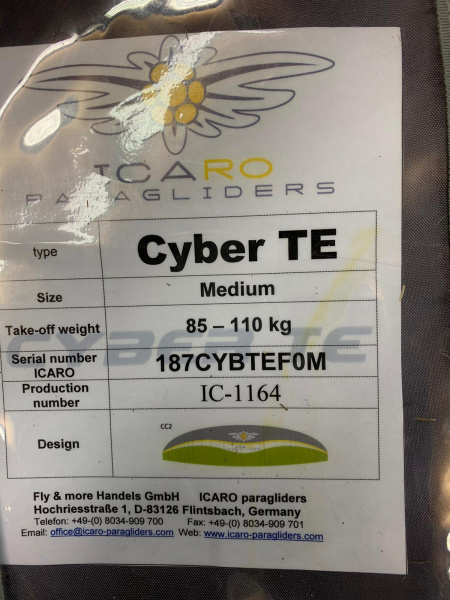 ICARO
PARAGLIDERS
type Cyber TE
Size Medium
Take-off weight 85 – 110 kg
CYBER TE
Serial number ICARO 187CYBTEF0M
Production number IC-1164
Design CC2
Fly & more Handels GmbH ICARO paragliders
Hochriesstraße 1, D-83126 Flintsbach, Germany
Telefon: +49-(0) 8034-909 700 Fax: +49-(0) 8034-909 701
Email: office@icaro-paragliders.com Web: www.icaro-paragliders.com